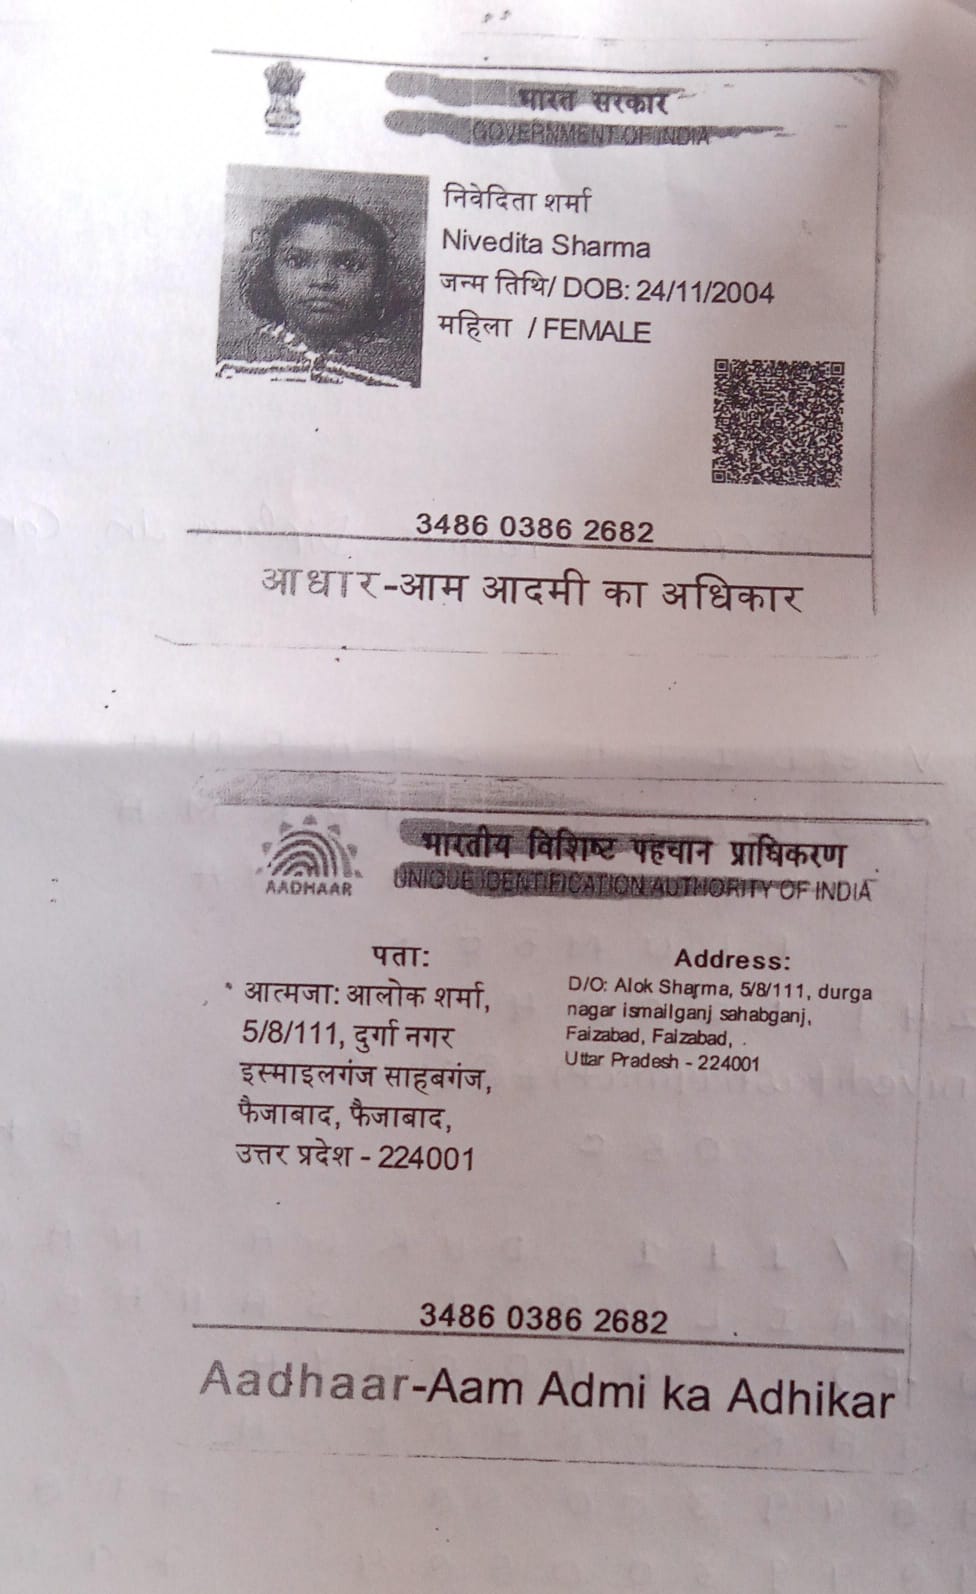 भारत सरकार
GOVERNMENT OF INDIA
निवेदिता शर्मा
Nivedita Sharma
जन्म तिथि/ DOB: 24/11/2004
महिला / FEMALE
3486 0386 2682
आधार-आम आदमी का अधिकार
भारतीय विशिष्ट पहचान प्राधिकरण
UNIQUE IDENTIFICATION AUTHORITY OF INDIA
AADHAAR
पता:
आत्मजा: आलोक शर्मा,
5/8/111, दुर्गा नगर
इस्माइलगंज साहबगंज,
फैजाबाद, फैजाबाद,
उत्तर प्रदेश - 224001
Address:
D/O: Alok Sharma, 5/8/111, durga
nagar ismailganj sahabganj,
Faizabad, Faizabad,
Uttar Pradesh - 224001
3486 0386 2682
Aadhaar-Aam Admi ka Adhikar